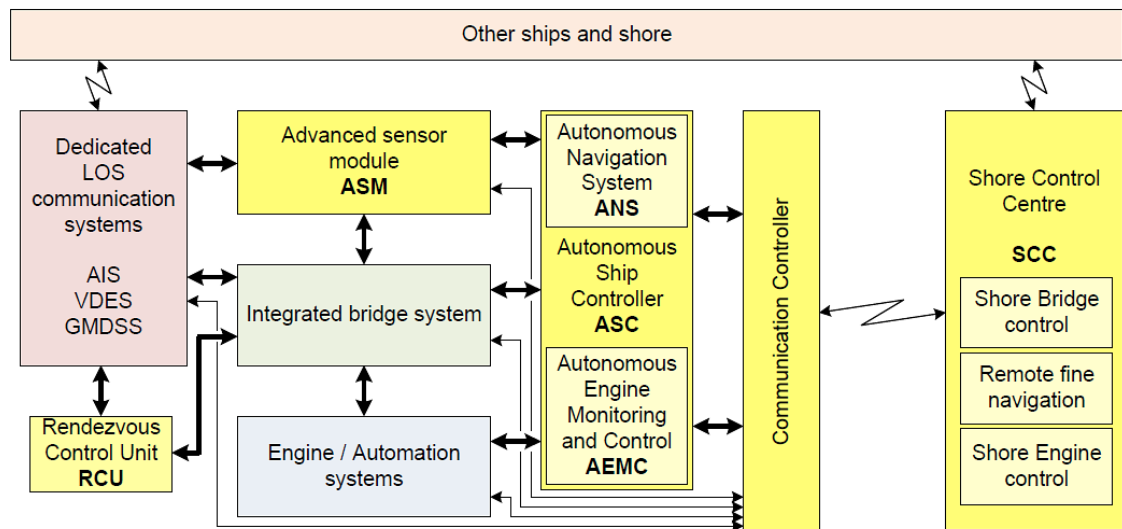 Other ships and shore
Dedicated
LOS
communication
systems
AIS
VDES
GMDSS
Rendezvous
Control Unit
RCU
Advanced sensor
module
ASM
Integrated bridge system
Engine / Automation
systems
Autonomous
Navigation
System
ANS
Autonomous
Ship
Controller
ASC
Autonomous
Engine
Monitoring
and Control
AEMC
Communication Controller
Shore Control
Centre
SCC
Shore Bridge
control
Remote fine
navigation
Shore Engine
control